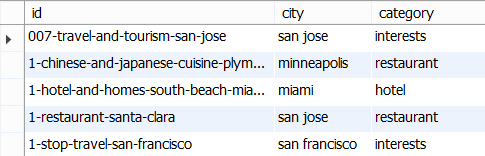 id city category
007-travel-and-tourism-san-jose san jose interests
1-chinese-and-japanese-cuisine-plym... minneapolis restaurant
1-hotel-and-homes-south-beach-mia... miami hotel
1-restaurant-santa-clara san jose restaurant
1-stop-travel-san-francisco san francisco interests